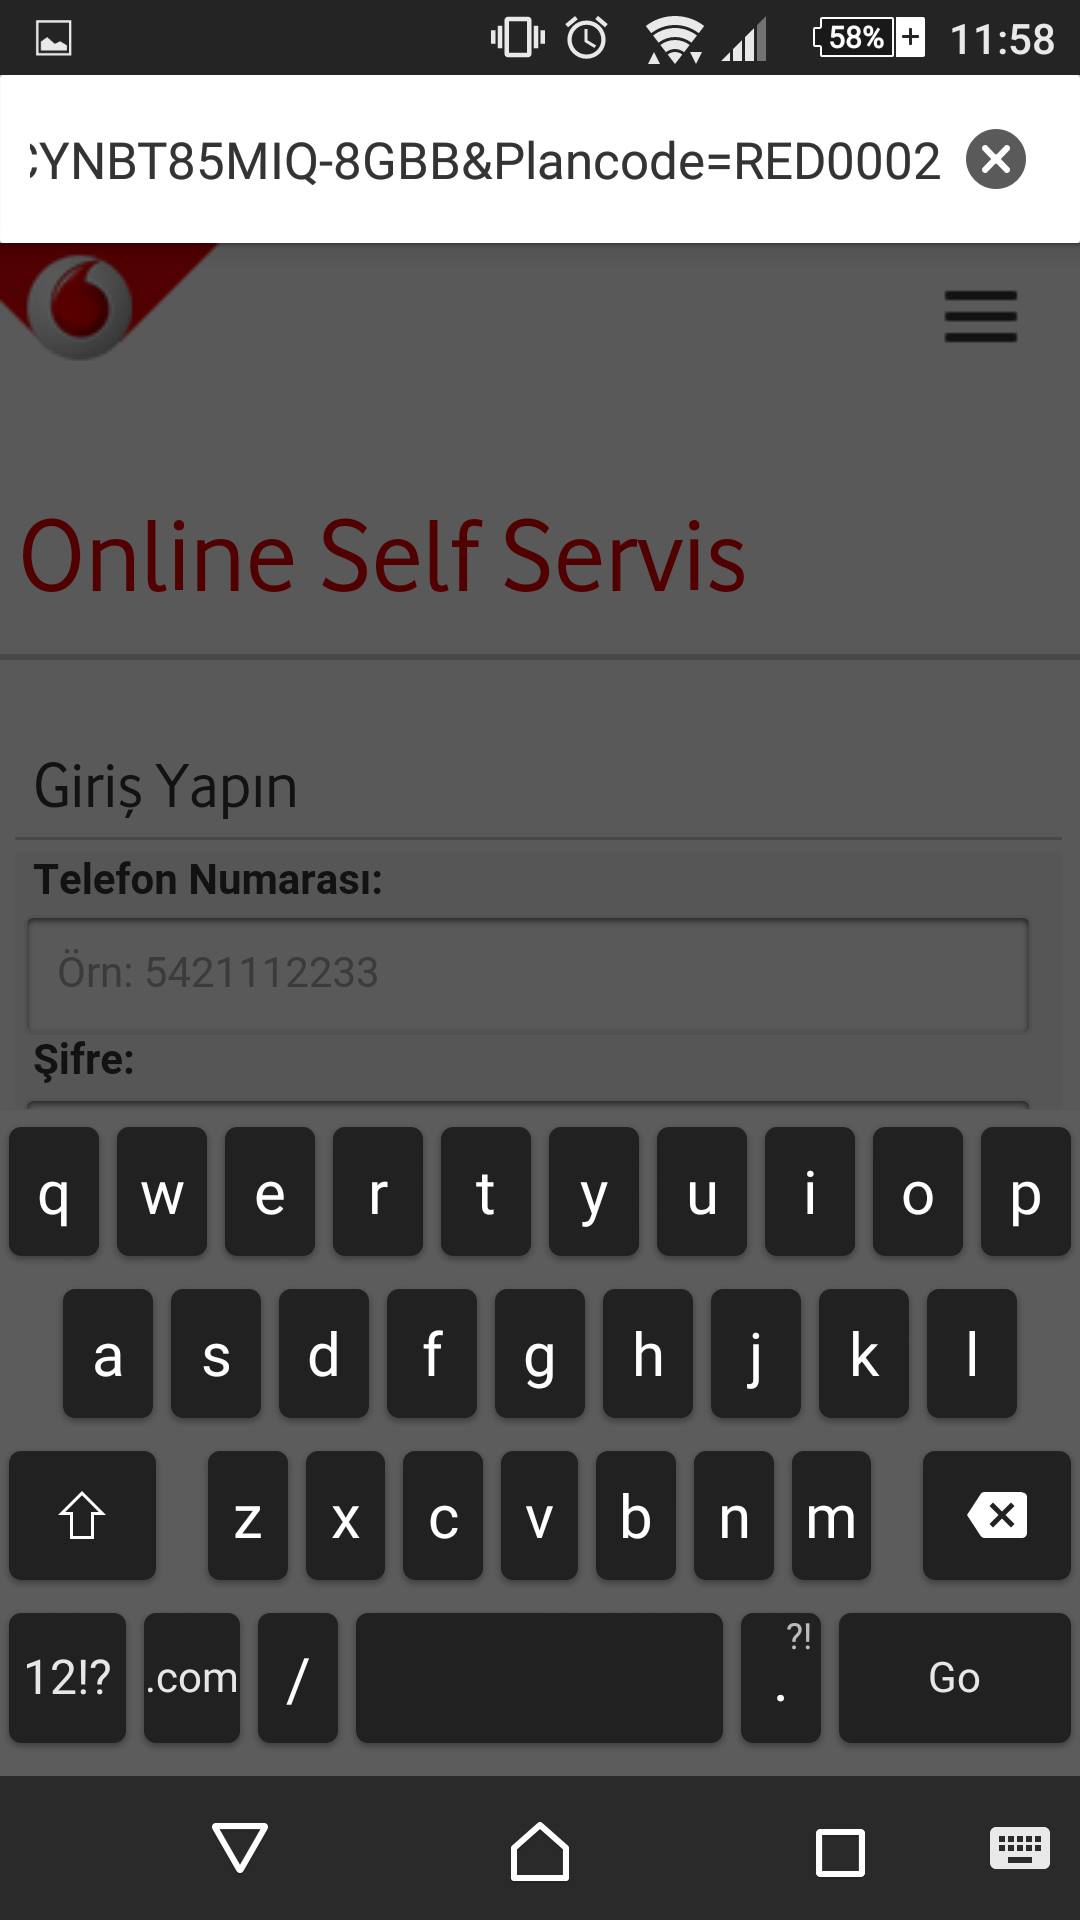 58%
11:58
YNBT85MIQ-8GBB&Plancode=RED0002
Online Self Servis
Giriş Yapın
Telefon Numarası:
Örn: 5421112233
Şifre:
q w e r t y u i o p
a s d f g h j k l
z x c v b n m
12!? .com / . ?! Go